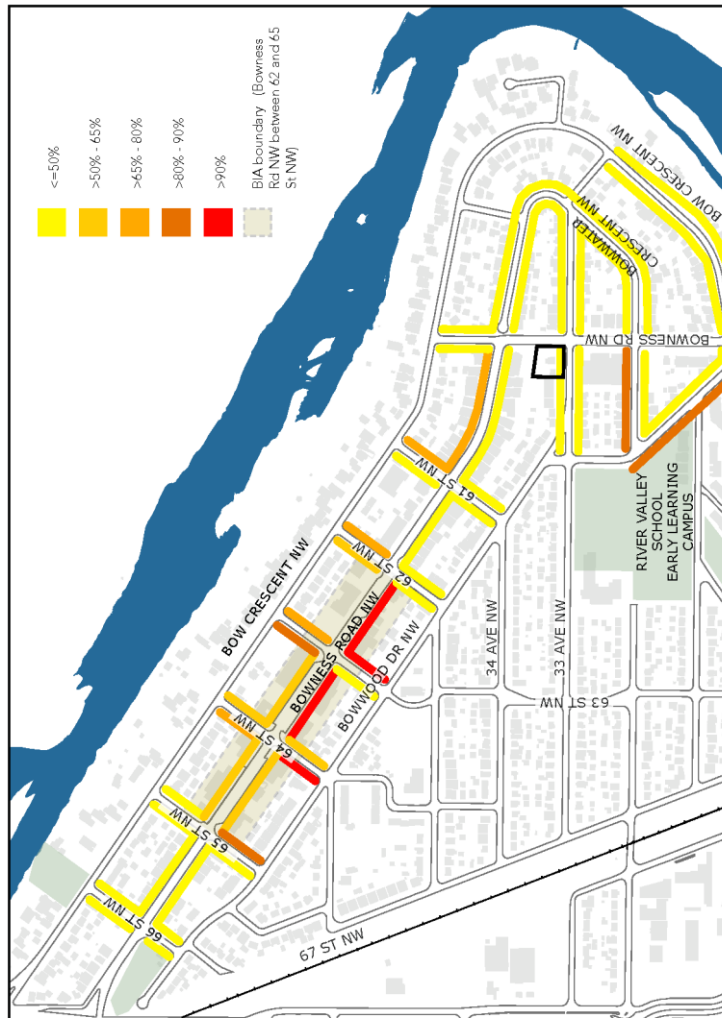 <=50%
>50% - 65%
>65% - 80%
>80% - 90%
>90%
BIA boundary (Bowness
Rd NW between 62 and 65
St NW)
BOW CRESCENT NW
BOWWATER
CRESCENT NW
BOW CRESCENT NW
BOWNESS RD NW
61 ST NW
62 ST NW
BOWNESS ROAD NW
BOWWOOD DR NW
64 ST NW
65 ST NW
66 ST NW
34 AVE NW
33 AVE NW
63 ST NW
67 ST NW
RIVER VALLEY
SCHOOL
EARLY LEARNING
CAMPUS